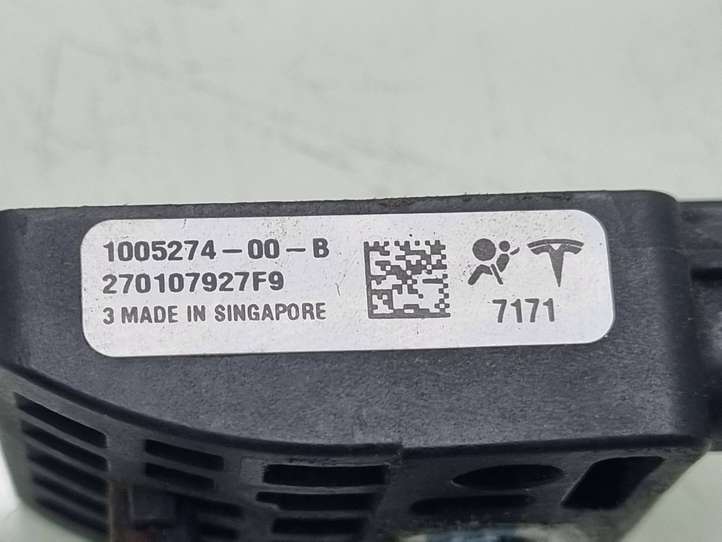 1005274-00-B
270107927F9
3 MADE IN SINGAPORE
7171